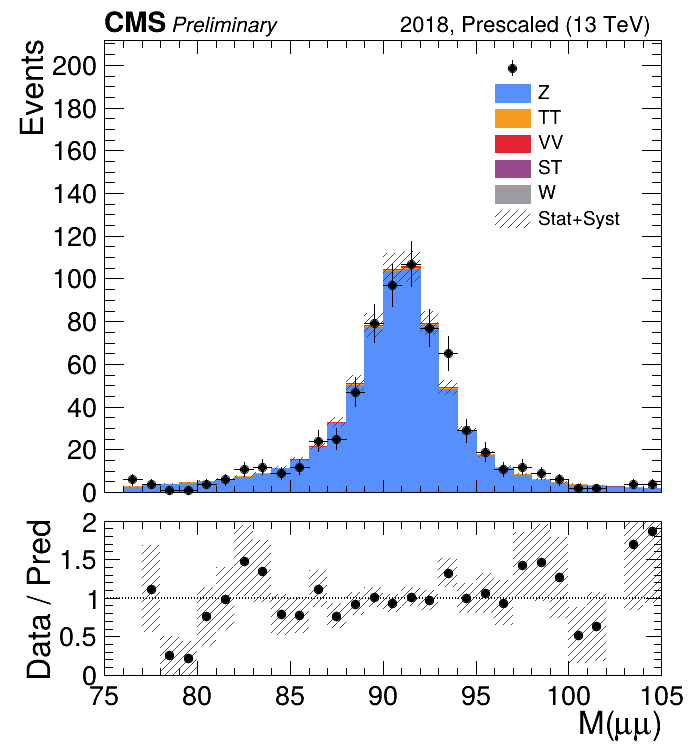 CMS Preliminary 2018, Prescaled (13 TeV)
Events
200
180
160
140
120
100
80
60
40
20
0
Z
TT
VV
ST
W
Stat+Syst
Data / Pred
2
1.5
1
0.5
0
75 80 85 90 95 100 105
M(μμ)